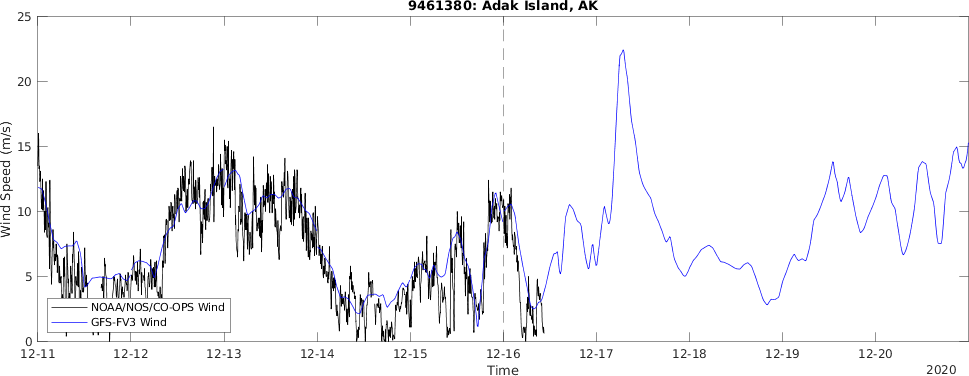 9461380: Adak Island, AK
25
20
15
10
5
0
Wind Speed (m/s)
NOAA/NOS/CO-OPS Wind
GFS-FV3 Wind
12-11 12-12 12-13 12-14 12-15 12-16 12-17 12-18 12-19 12-20
Time
2020